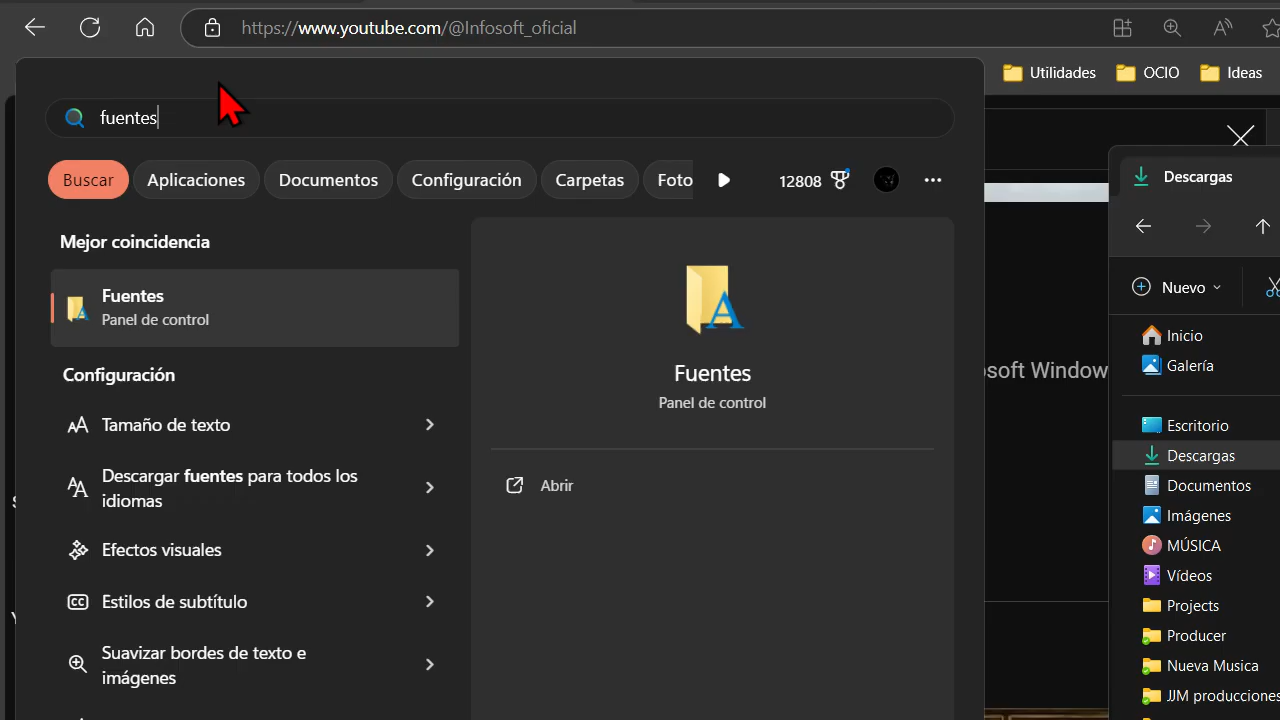 https://www.youtube.com/@Infosoft_oficial
Utilidades
OCIO
Ideas
fuentes
Buscar
Aplicaciones
Documentos
Configuración
Carpetas
Foto
12808
Mejor coincidencia
Fuentes
Panel de control
Configuración
Tamaño de texto
Descargar fuentes para todos los
idiomas
Efectos visuales
CC Estilos de subtítulo
Suavizar bordes de texto e
imágenes
Fuentes
Panel de control
Abrir
osoft Window
Descargas
Nuevo
Inicio
Galería
Escritorio
Descargas
Documentos
Imágenes
MÚSICA
Vídeos
Projects
Producer
Nueva Musica
JJM producciones